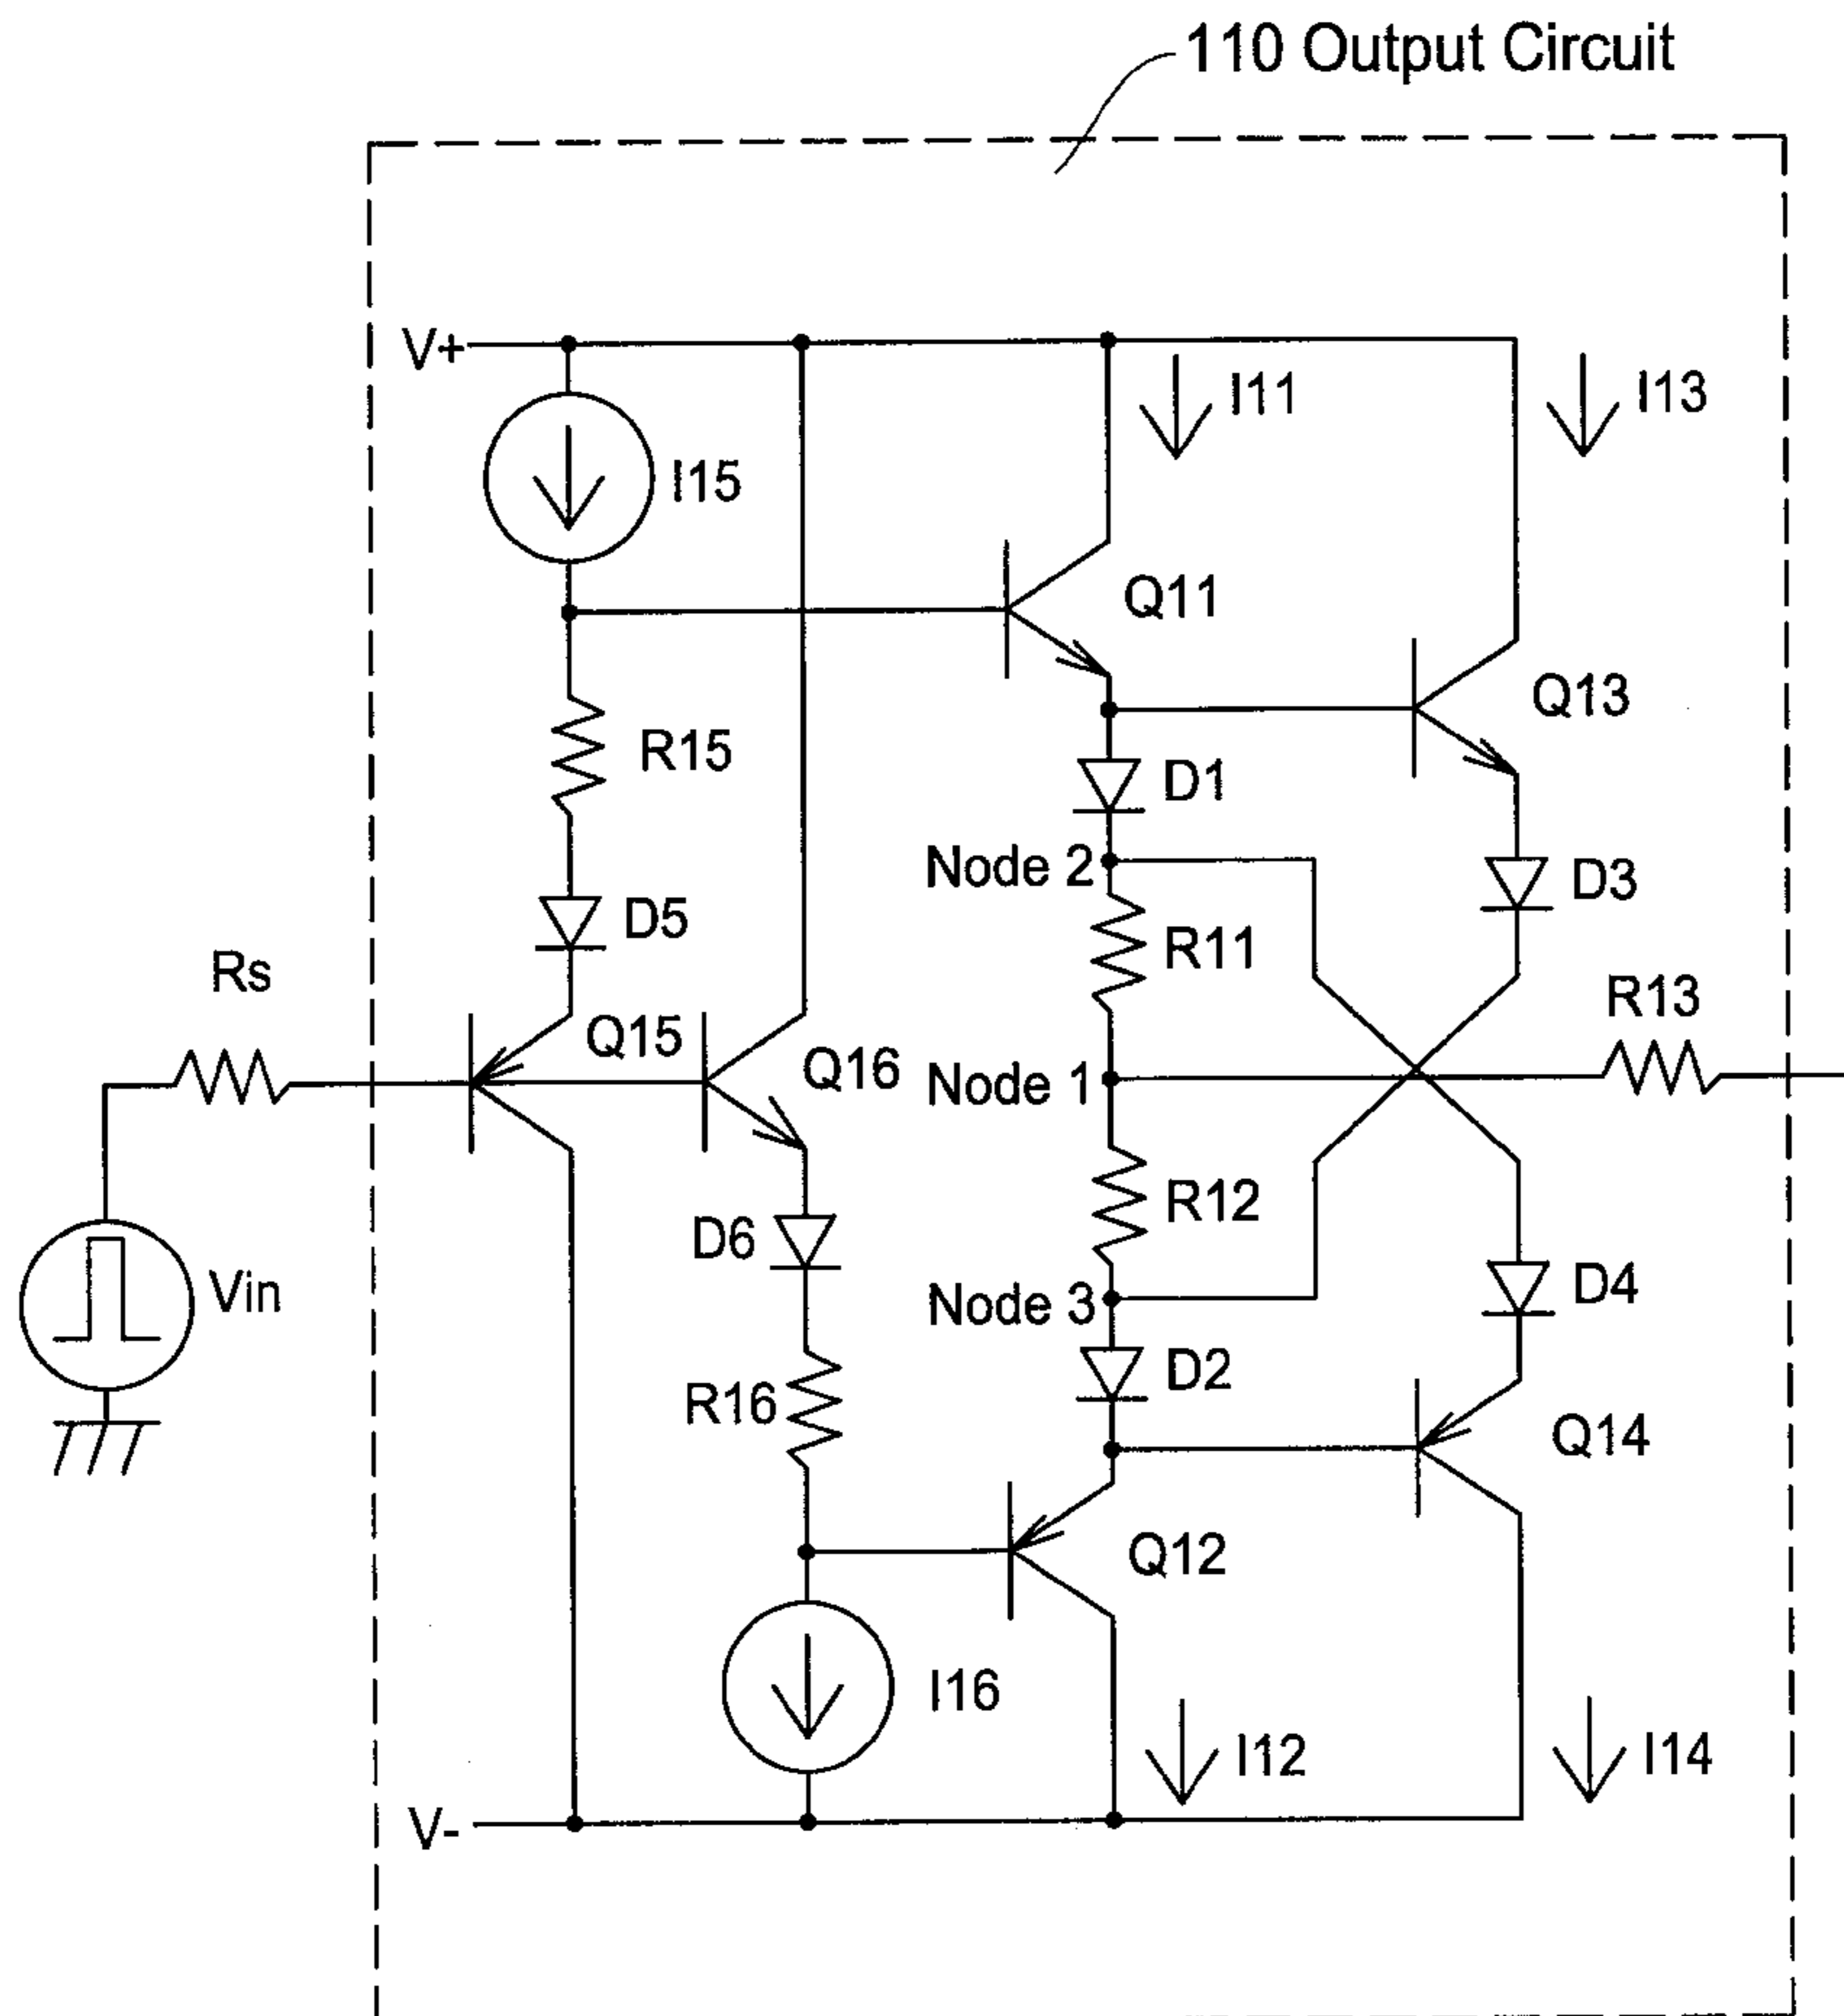 110 Output Circuit
V+
I11
I13
I15
Q11
Q13
R15
D1
Node 2
D3
D5
R11
Rs
R13
Q15
Q16
Node 1
R12
D6
Vin
Node 3
D4
D2
R16
Q14
Q12
I16
I12
I14
V-